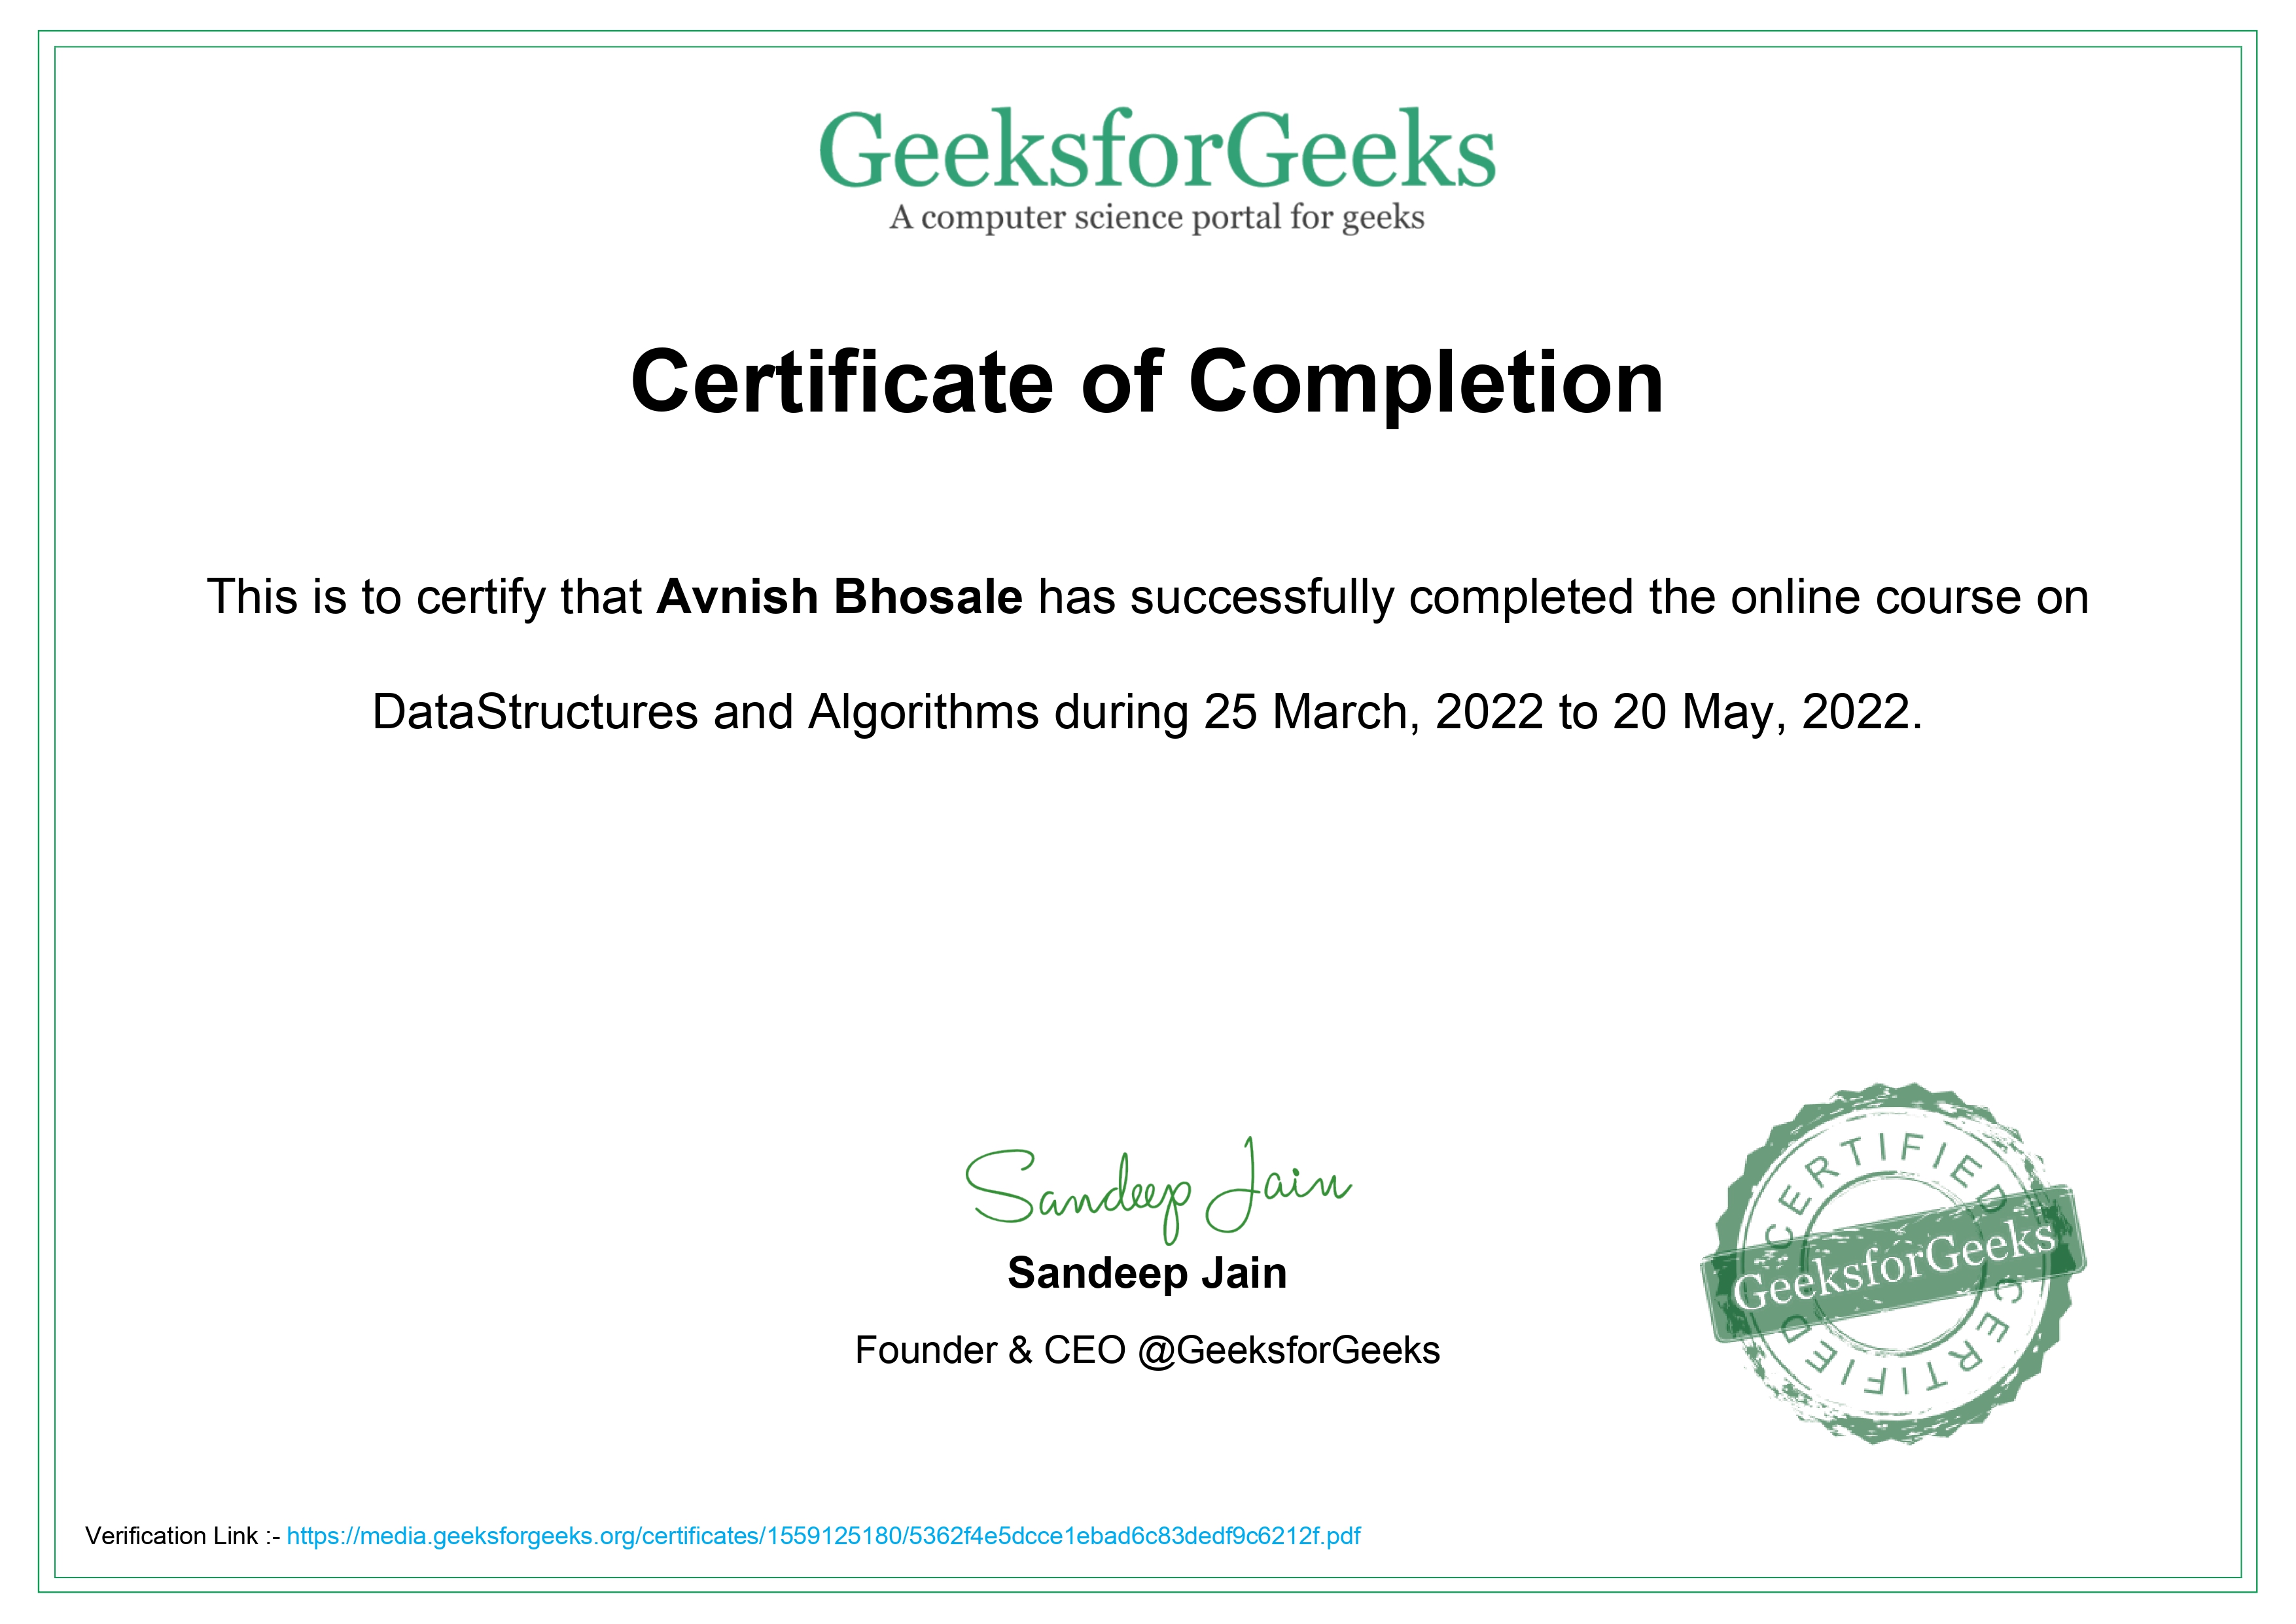 GeeksforGeeks
A computer science portal for geeks
Certificate of Completion
This is to certify that Avnish Bhosale has successfully completed the online course on
DataStructures and Algorithms during 25 March, 2022 to 20 May, 2022.
Sandeep Jain
Sandeep Jain
Founder & CEO @GeeksforGeeks
CERTIFIED
GeeksforGeeks
CERTIFIED
Verification Link :- https://media.geeksforgeeks.org/certificates/1559125180/5362f4e5dcce1ebad6c83dedf9c6212f.pdf